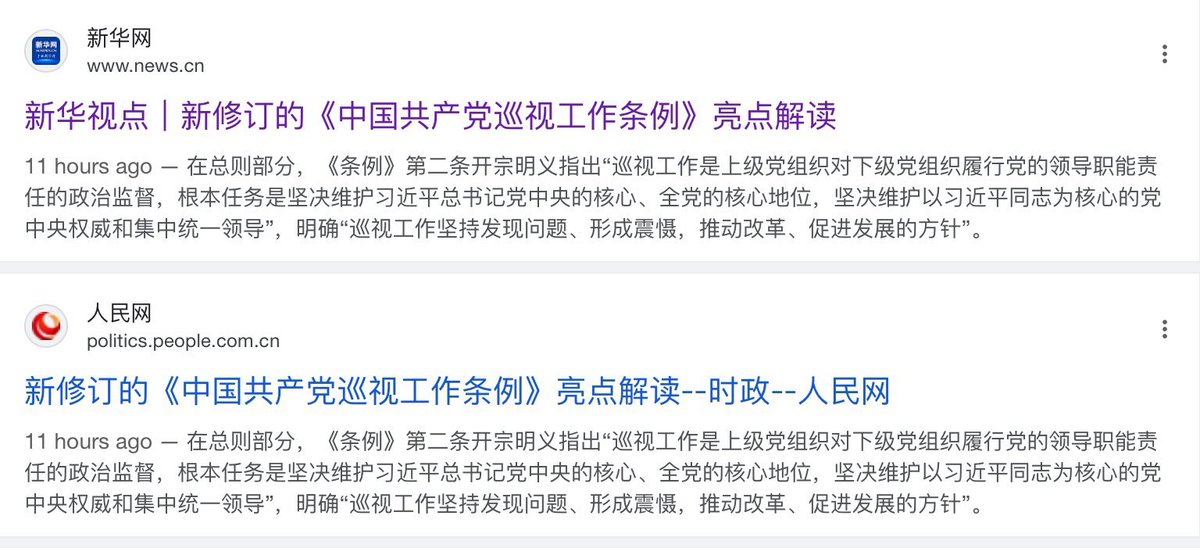 新华网
www.news.cn
新华视点｜新修订的《中国共产党巡视工作条例》亮点解读
11 hours ago — 在总则部分，《条例》第二条开宗明义指出“巡视工作是上级党组织对下级党组织履行党的领导职能责
任的政治监督，根本任务是坚决维护习近平总书记党中央的核心、全党的核心地位，坚决维护以习近平同志为核心的党
中央权威和集中统一领导”，明确“巡视工作坚持发现问题、形成震慑，推动改革、促进发展的方针”。
人民网
politics.people.com.cn
新修订的《中国共产党巡视工作条例》亮点解读--时政--人民网
11 hours ago — 在总则部分，《条例》第二条开宗明义指出“巡视工作是上级党组织对下级党组织履行党的领导职能责
任的政治监督，根本任务是坚决维护习近平总书记党中央的核心、全党的核心地位，坚决维护以习近平同志为核心的党
中央权威和集中统一领导”，明确“巡视工作坚持发现问题、形成震慑，推动改革、促进发展的方针”。